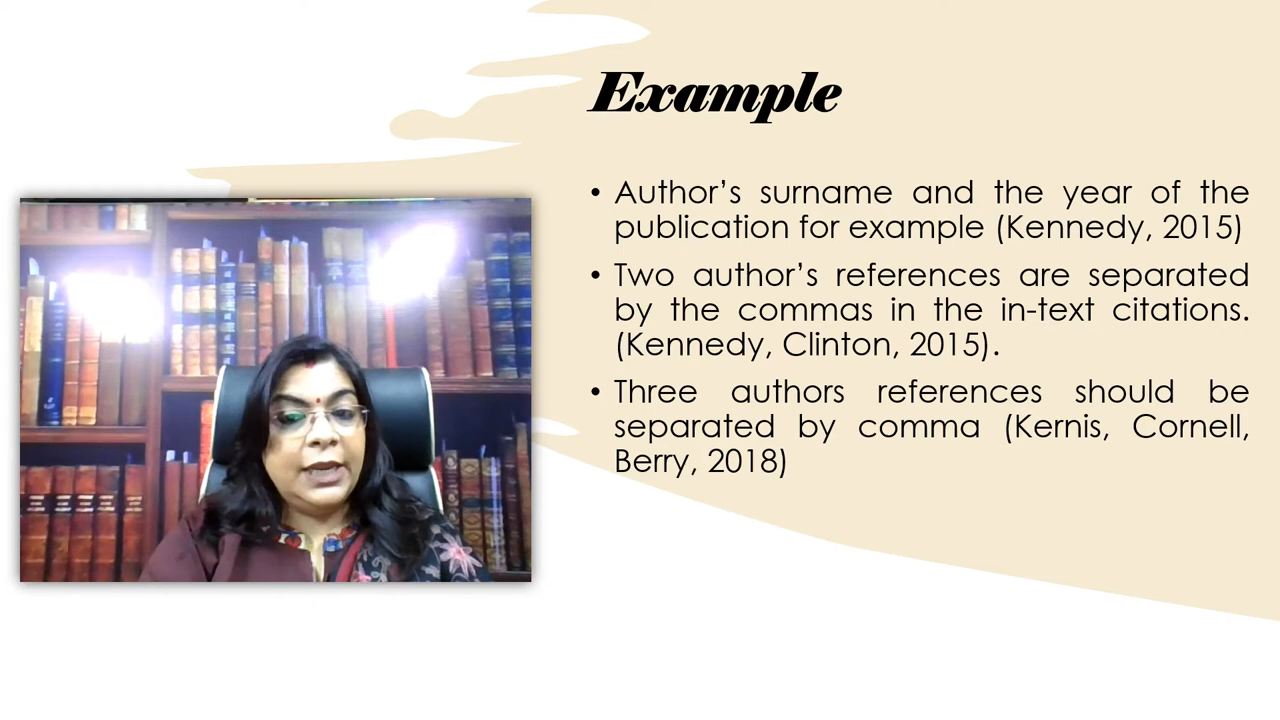 Example
• Author’s surname and the year of the
publication for example (Kennedy, 2015)
• Two author’s references are separated
by the commas in the in-text citations.
(Kennedy, Clinton, 2015).
• Three authors references should be
separated by comma (Kernis, Cornell,
Berry, 2018)